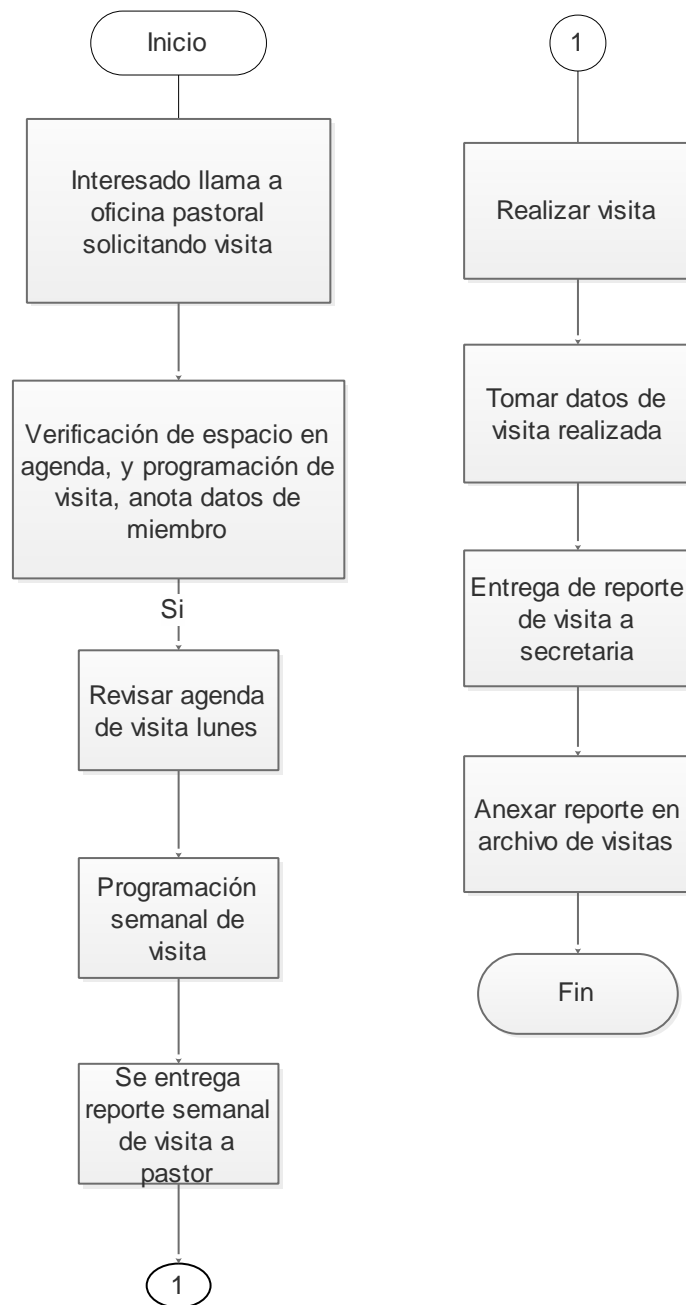 Inicio
Interesado llama a
oficina pastoral
solicitando visita
Verificación de espacio en
agenda, y programación de
visita, anota datos de
miembro
Si
Revisar agenda
de visita lunes
Programación
semanal de
visita
Se entrega
reporte semanal
de visita a
pastor
1
1
Realizar visita
Tomar datos de
visita realizada
Entrega de reporte
de visita a
secretaria
Anexar reporte en
archivo de visitas
Fin